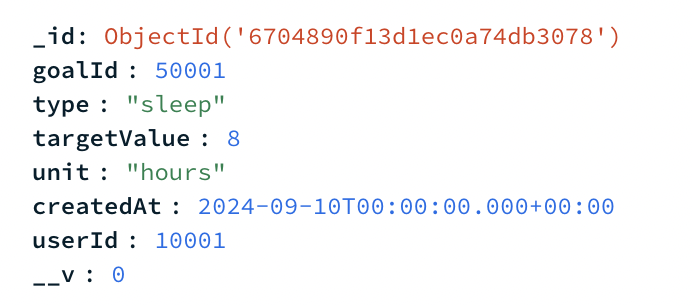 _id: ObjectId('6704890f13d1ec0a74db3078')
goalId : 50001
type : "sleep"
targetValue : 8
unit : "hours"
createdAt : 2024-09-10T00:00:00.000+00:00
userId : 10001
__v : 0